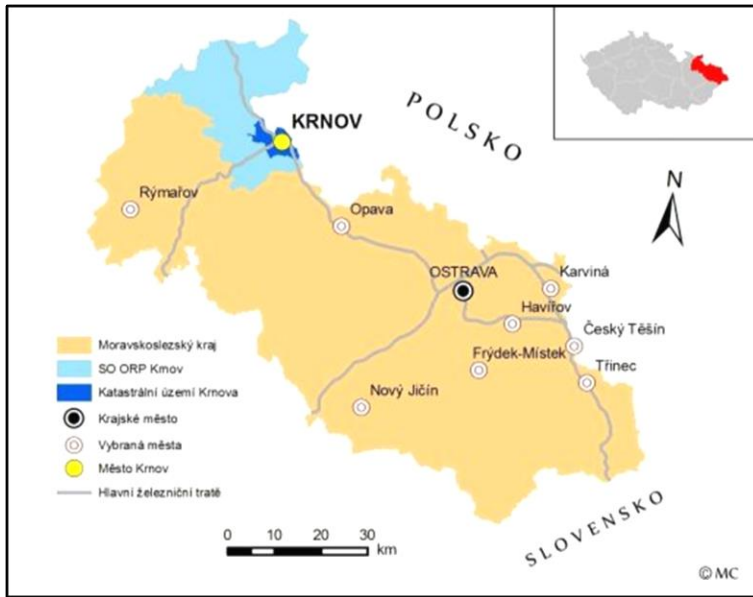 POLSKO
KRNOV
N
Rýmařov
Opava
OSTRAVA
Karviná
Havířov
Český Těšín
Frýdek-Místek
Třinec
Nový Jičín
Moravskoslezský kraj
SO ORP Krnov
Katastrální území Krnova
Krajské město
Vybraná města
Město Krnov
Hlavní železniční tratě
0 10 20 30
km
SLOVENSKO
© MC